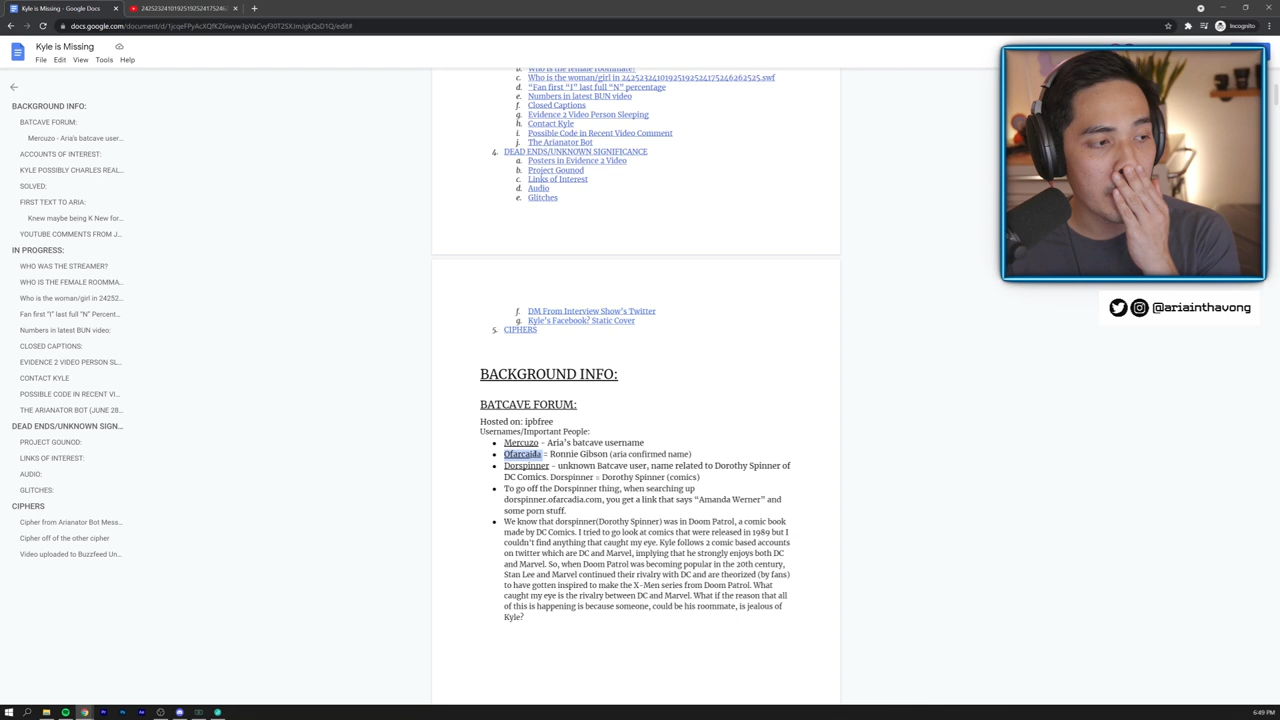 Kyle is Missing - Google Docs
docs.google.com/document/d/1jcqeFPyAcXQfKZ6iwyw3pVaCvyf30T2SXJmJgkQsD1Q/edit#
Incognito
Kyle is Missing
File Edit View Tools Help
BACKGROUND INFO:
BATCAVE FORUM:
Mercuzo - Aria's batcave user...
ACCOUNTS OF INTEREST:
KYLE POSSIBLY CHARLES REAL...
SOLVED:
FIRST TEXT TO ARIA:
Knew maybe being K New for...
YOUTUBE COMMENTS FROM J...
IN PROGRESS:
WHO WAS THE STREAMER?
WHO IS THE FEMALE ROOMMA...
Who is the woman/girl in 24252...
Fan first "I" last full "N" Percent...
Numbers in latest BUN video:
CLOSED CAPTIONS:
EVIDENCE 2 VIDEO PERSON SL...
CONTACT KYLE
POSSIBLE CODE IN RECENT VI...
THE ARIANATOR BOT (JUNE 28...
DEAD ENDS/UNKNOWN SIGN...
PROJECT GOUNOD:
LINKS OF INTEREST:
AUDIO:
GLITCHES:
CIPHERS
Cipher from Arianator Bot Mess...
Cipher off of the other cipher
Video uploaded to Buzzfeed Un...
b. Who is the female roommate?
c. Who is the woman/girl in 2425232410192519252417524626252​5.swf
d. "Fan first "I" last full "N" percentage
e. Numbers in latest BUN video
f. Closed Captions
g. Evidence 2 Video Person Sleeping
h. Contact Kyle
i. Possible Code in Recent Video Comment
j. The Arianator Bot
4. DEAD ENDS/UNKNOWN SIGNIFICANCE
a. Posters in Evidence 2 Video
b. Project Gounod
c. Links of Interest
d. Audio
e. Glitches
f. DM From Interview Show's Twitter
g. Kyle's Facebook? Static Cover
5. CIPHERS
BACKGROUND INFO:
BATCAVE FORUM:
Hosted on: ipbfree
Usernames/Important People:
● Mercuzo - Aria's batcave username
● Ofarcaida = Ronnie Gibson (aria confirmed name)
● Dorspinner - unknown Batcave user, name related to Dorothy Spinner of
DC Comics. Dorspinner = Dorothy Spinner (comics)
● To go off the Dorspinner thing, when searching up
dorspinner.ofarcadia.com, you get a link that says "Amanda Werner" and
some porn stuff.
● We know that dorspinner(Dorothy Spinner) was in Doom Patrol, a comic book
made by DC Comics. I tried to go look at comics that were released in 1989 but I
couldn't find anything that caught my eye. Kyle follows 2 comic based accounts
on twitter which are DC and Marvel, implying that he strongly enjoys both DC
and Marvel. So, when Doom Patrol was becoming popular in the 20th century,
Stan Lee and Marvel continued their rivalry with DC and are theorized (by fans)
to have gotten inspired to make the X-Men series from Doom Patrol. What
caught my eye is the rivalry between DC and Marvel. What if the reason that all
of this is happening is because someone, could be his roommate, is jealous of
Kyle?
@ariainthavong
6:49 PM